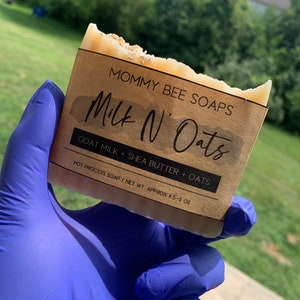 MOMMY BEE SOAPS
Milk N' Oats
GOAT MILK + SHEA BUTTER + OATS
HOT PROCESS SOAP / NET WT. APPROX 4.5-5 OZ